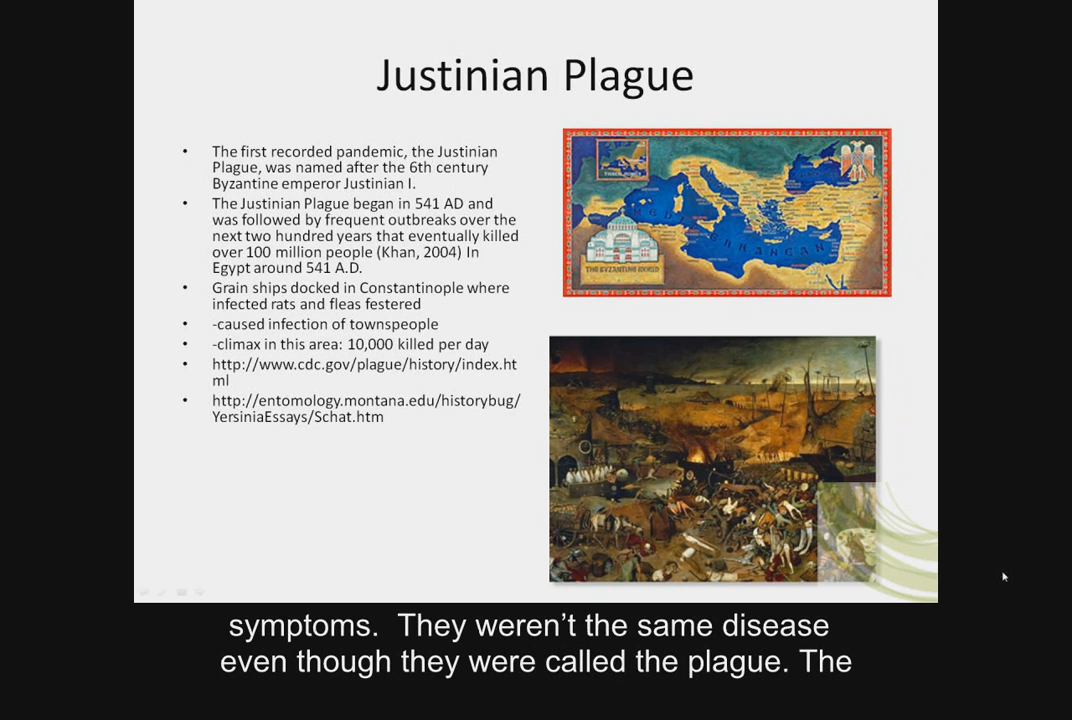 Justinian Plague
• The first recorded pandemic, the Justinian
Plague, was named after the 6th century
Byzantine emperor Justinian I.
• The Justinian Plague began in 541 AD and
was followed by frequent outbreaks over the
next two hundred years that eventually killed
over 100 million people (Khan, 2004) In
Egypt around 541 A.D.
• Grain ships docked in Constantinople where
infected rats and fleas festered
• -caused infection of townspeople
• -climax in this area: 10,000 killed per day
• http://www.cdc.gov/plague/history/index.ht
ml
• http://entomology.montana.edu/historybug/
YersiniaEssays/Schat.htm
THE BYZANTINE WORLD
symptoms.  They weren’t the same disease
even though they were called the plague. The